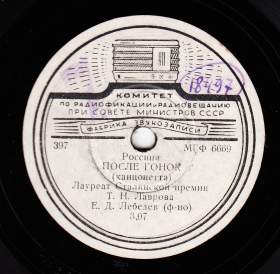 18497
КОМИТЕТ
ПО РАДИОФИКАЦИИ и РАДИОВЕЩАНИЮ
ПРИ СОВЕТЕ МИНИСТРОВ СССР
ФАБРИКА ЗВУКОЗАПИСИ
397 МГФ 6669
Россини
ПОСЛЕ ГОНОК
(канцонетта)
Лауреат Сталинской премии
Т. Н. Лаврова
Е. Д. Лебедев (ф-но)
3,07